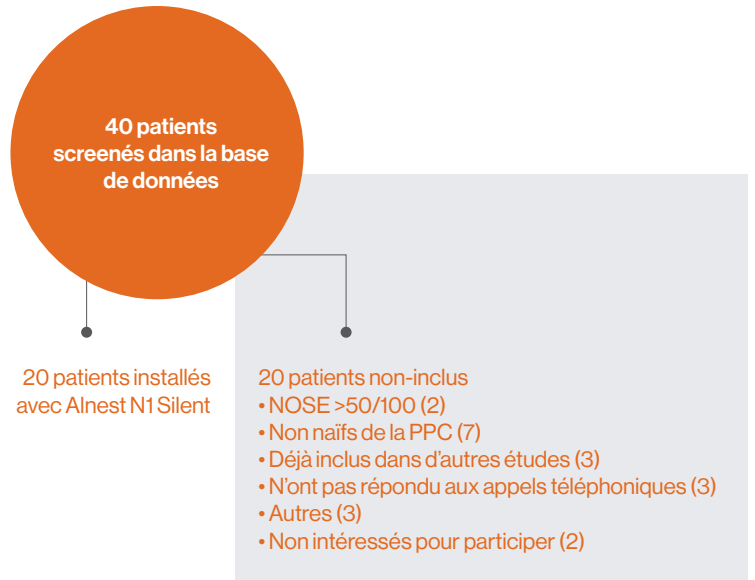 40 patients
screenés dans la base
de données
20 patients installés
avec Alnest N1 Silent
20 patients non-inclus
• NOSE >50/100 (2)
• Non naïfs de la PPC (7)
• Déjà inclus dans d'autres études (3)
• N'ont pas répondu aux appels téléphoniques (3)
• Autres (3)
• Non intéressés pour participer (2)